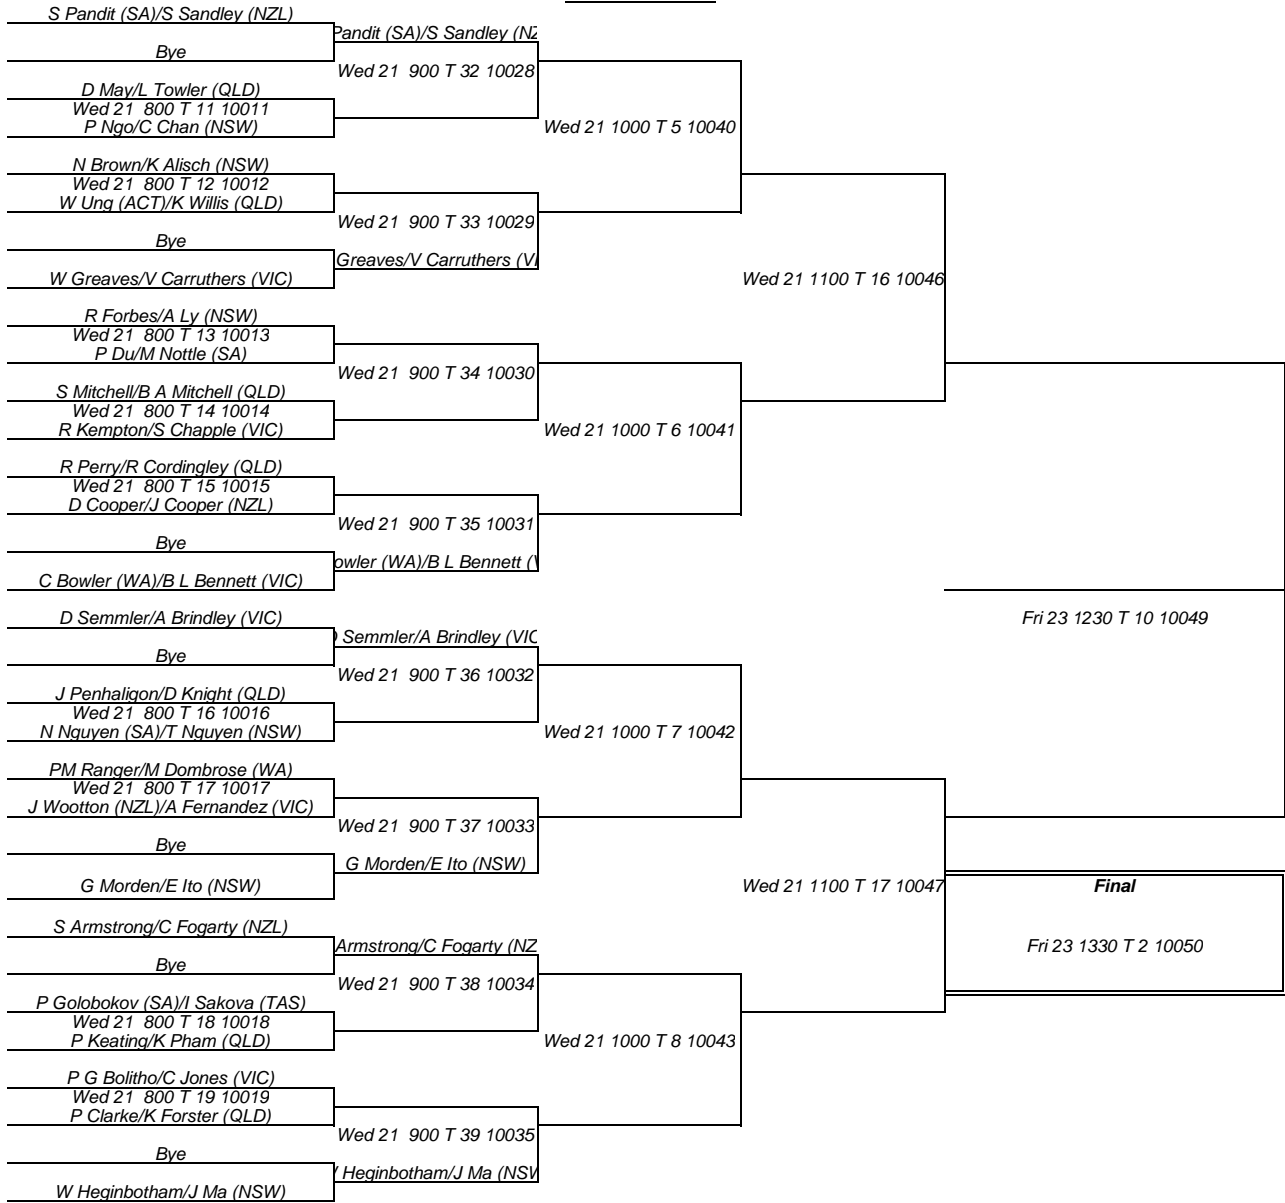 S Pandit (SA)/S Sandley (NZL)
Bye
D May/L Towler (QLD)
Wed 21 800 T 11 10011
P Ngo/C Chan (NSW)
N Brown/K Alisch (NSW)
Wed 21 800 T 12 10012
W Ung (ACT)/K Willis (QLD)
Bye
W Greaves/V Carruthers (VIC)
R Forbes/A Ly (NSW)
Wed 21 800 T 13 10013
P Du/M Nottle (SA)
S Mitchell/B A Mitchell (QLD)
Wed 21 800 T 14 10014
R Kempton/S Chapple (VIC)
R Perry/R Cordingley (QLD)
Wed 21 800 T 15 10015
D Cooper/J Cooper (NZL)
Bye
C Bowler (WA)/B L Bennett (VIC)
D Semmler/A Brindley (VIC)
Bye
J Penhaligon/D Knight (QLD)
Wed 21 800 T 16 10016
N Nguyen (SA)/T Nguyen (NSW)
PM Ranger/M Dombrose (WA)
Wed 21 800 T 17 10017
J Wootton (NZL)/A Fernandez (VIC)
Bye
G Morden/E Ito (NSW)
S Armstrong/C Fogarty (NZL)
Bye
P Golobokov (SA)/I Sakova (TAS)
Wed 21 800 T 18 10018
P Keating/K Pham (QLD)
P G Bolitho/C Jones (VIC)
Wed 21 800 T 19 10019
P Clarke/K Forster (QLD)
Bye
W Heginbotham/J Ma (NSW)
Pandit (SA)/S Sandley (NZ
Wed 21 900 T 32 10028
Wed 21 900 T 33 10029
Greaves/V Carruthers (VI
Wed 21 900 T 34 10030
Wed 21 900 T 35 10031
owler (WA)/B L Bennett (V
Semmler/A Brindley (VIC
Wed 21 900 T 36 10032
Wed 21 900 T 37 10033
G Morden/E Ito (NSW)
Armstrong/C Fogarty (NZ
Wed 21 900 T 38 10034
Wed 21 900 T 39 10035
Heginbotham/J Ma (NSW
Wed 21 1000 T 5 10040
Wed 21 1000 T 6 10041
Wed 21 1000 T 7 10042
Wed 21 1000 T 8 10043
Wed 21 1100 T 16 10046
Wed 21 1100 T 17 10047
Fri 23 1230 T 10 10049
Final
Fri 23 1330 T 2 10050